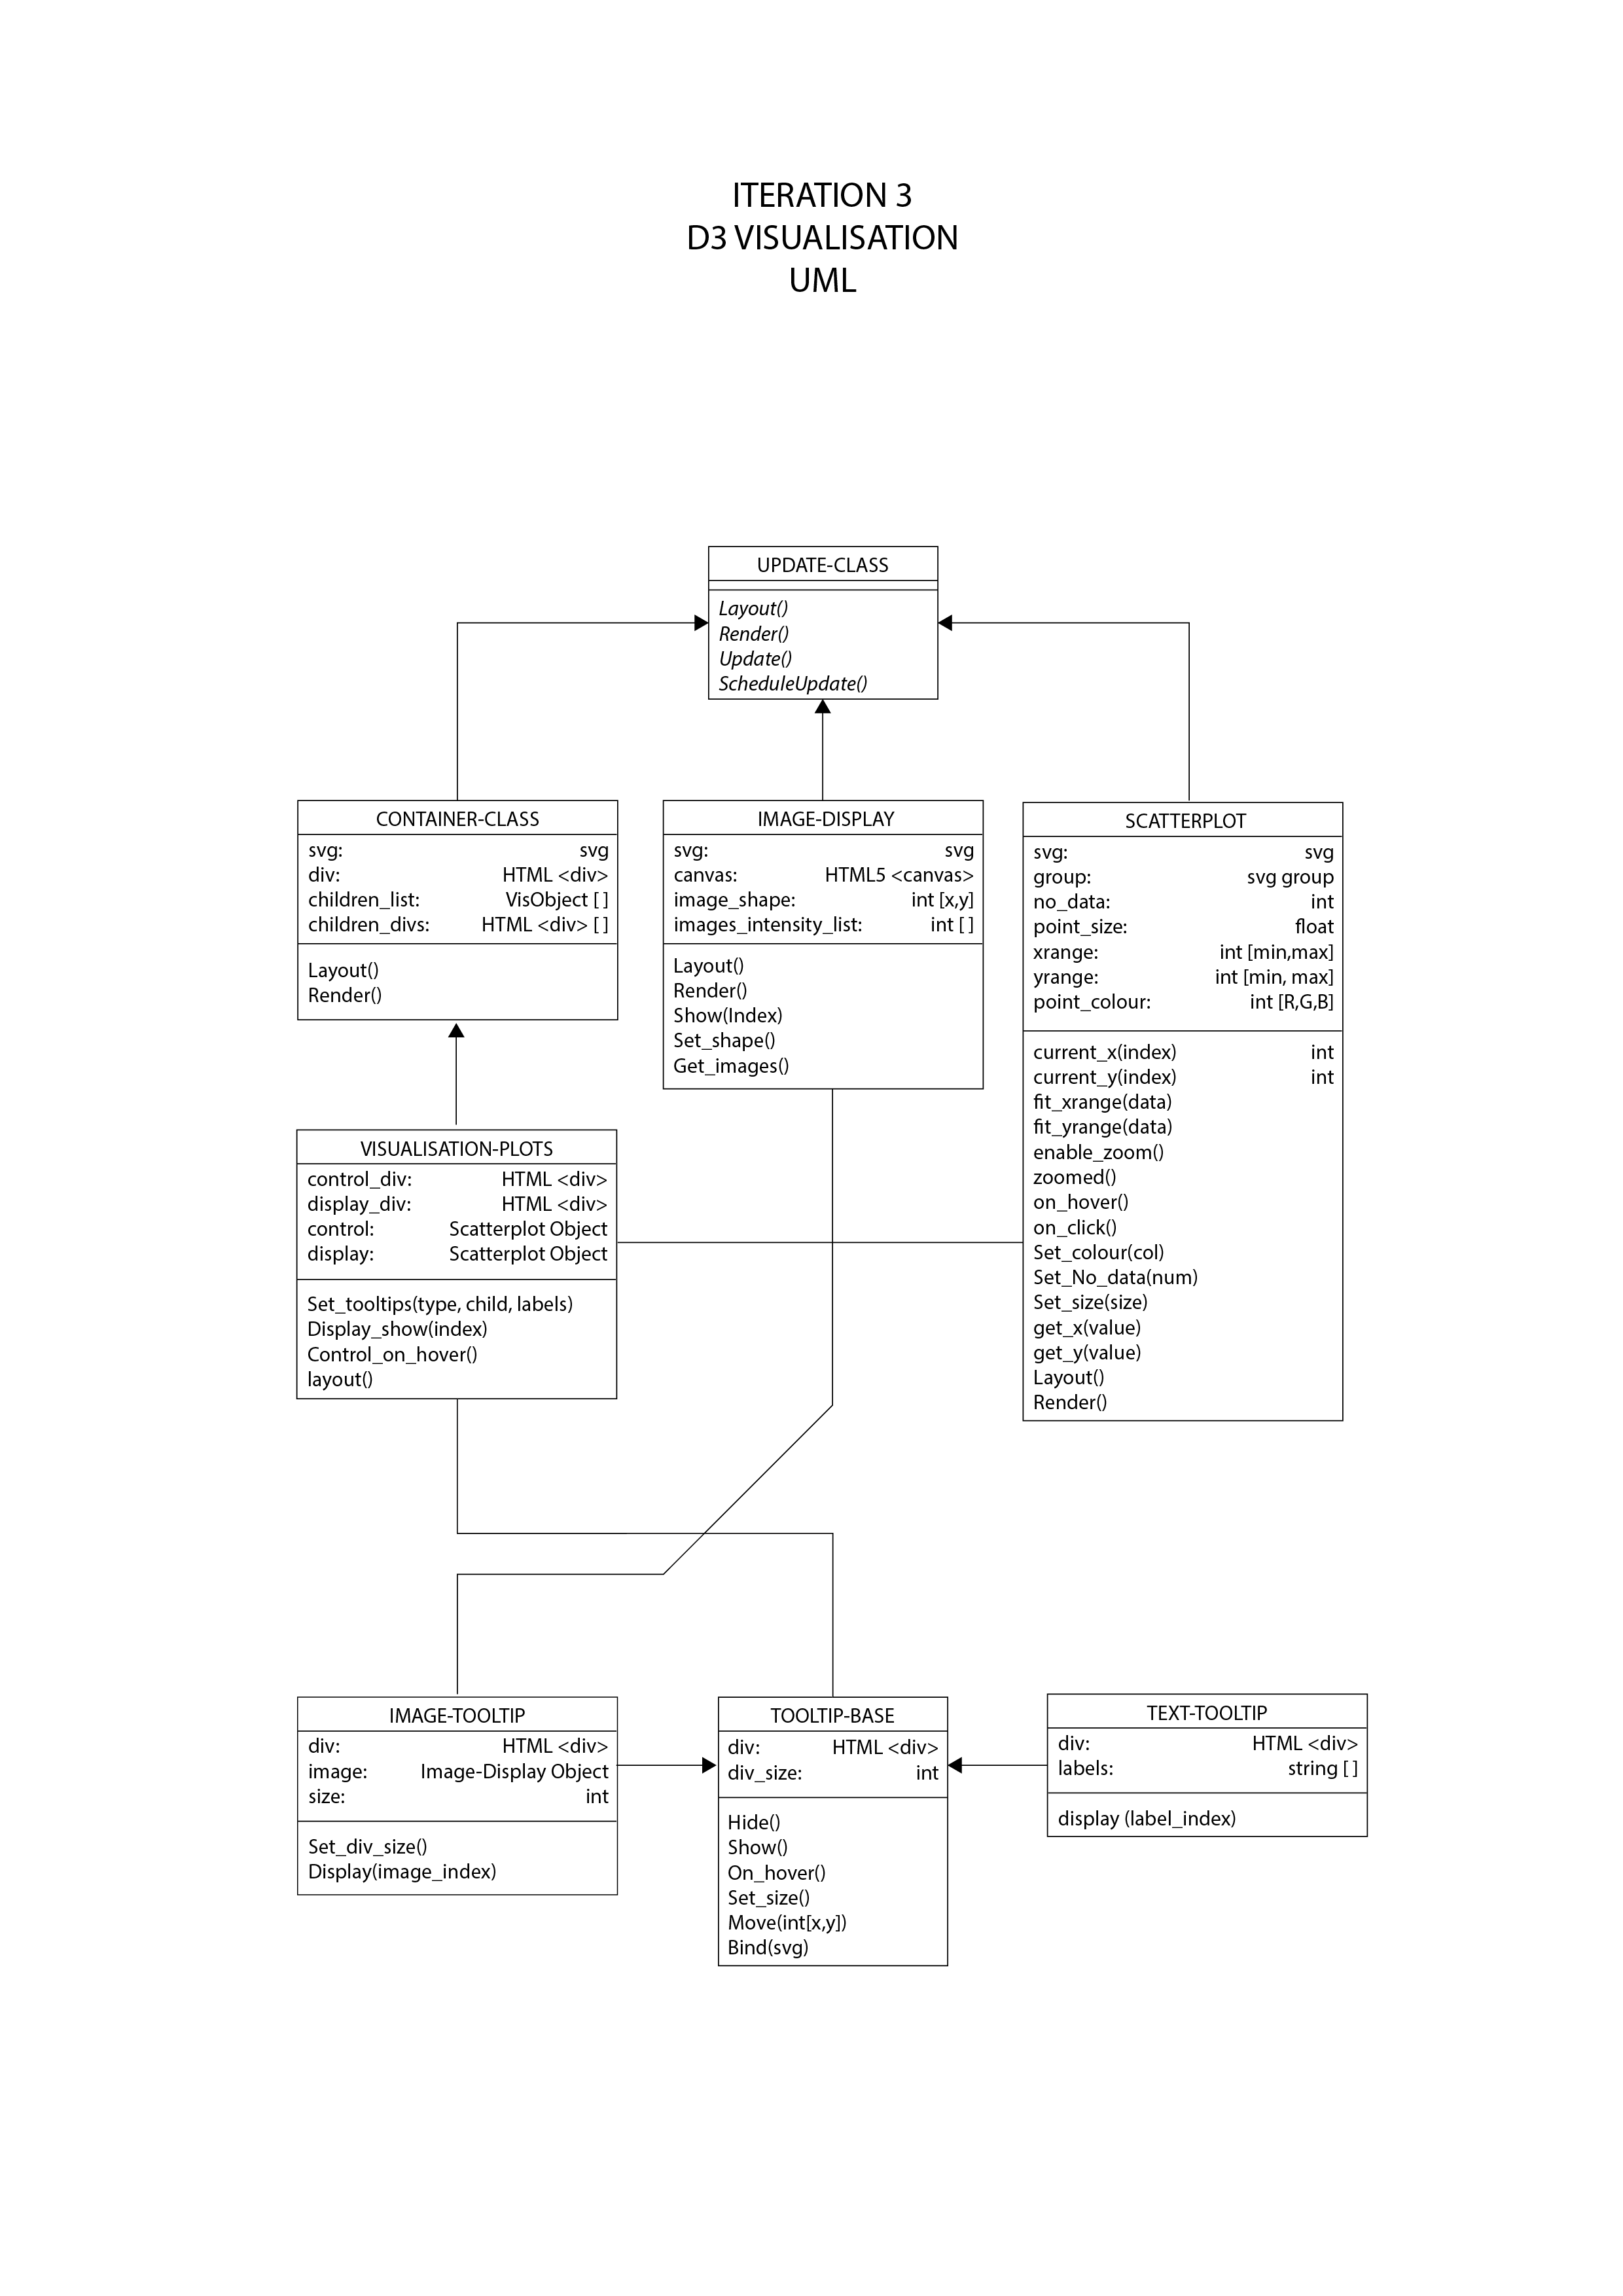 ITERATION 3
D3 VISUALISATION
UML
UPDATE-CLASS
Layout()
Render()
Update()
ScheduleUpdate()
CONTAINER-CLASS
svg: svg
div: HTML <div>
children_list: VisObject [ ]
children_divs: HTML <div> [ ]
Layout()
Render()
IMAGE-DISPLAY
svg: svg
canvas: HTML5 <canvas>
image_shape: int [x,y]
images_intensity_list: int [ ]
Layout()
Render()
Show(Index)
Set_shape()
Get_images()
SCATTERPLOT
svg: svg
group: svg group
no_data: int
point_size: float
xrange: int [min,max]
yrange: int [min, max]
point_colour: int [R,G,B]
current_x(index) int
current_y(index) int
fit_xrange(data)
fit_yrange(data)
enable_zoom()
zoomed()
on_hover()
on_click()
Set_colour(col)
Set_No_data(num)
Set_size(size)
get_x(value)
get_y(value)
Layout()
Render()
VISUALISATION-PLOTS
control_div: HTML <div>
display_div: HTML <div>
control: Scatterplot Object
display: Scatterplot Object
Set_tooltips(type, child, labels)
Display_show(index)
Control_on_hover()
layout()
IMAGE-TOOLTIP
div: HTML <div>
image: Image-Display Object
size: int
Set_div_size()
Display(image_index)
TOOLTIP-BASE
div: HTML <div>
div_size: int
Hide()
Show()
On_hover()
Set_size()
Move(int[x,y])
Bind(svg)
TEXT-TOOLTIP
div: HTML <div>
labels: string [ ]
display (label_index)